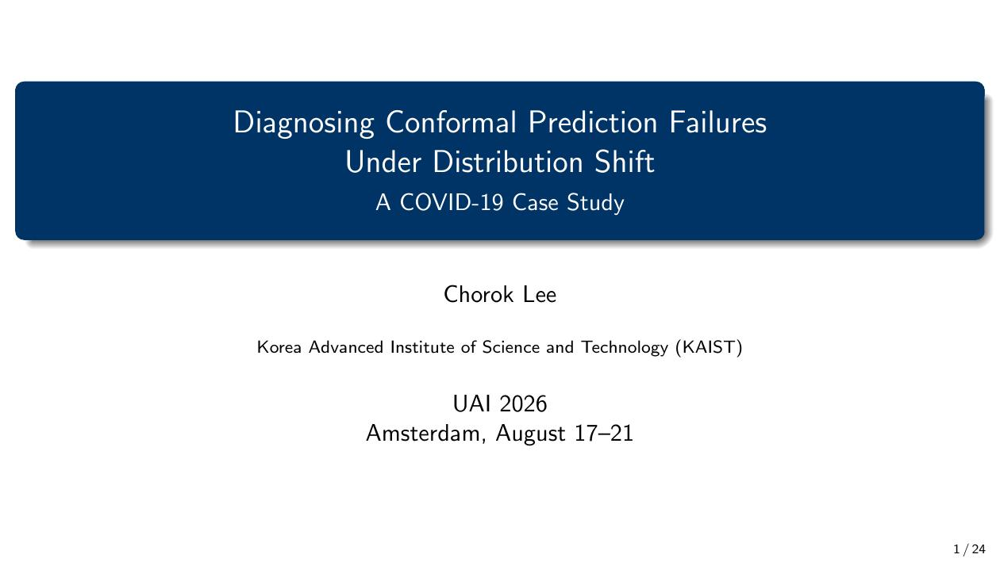 Diagnosing Conformal Prediction Failures
Under Distribution Shift
A COVID-19 Case Study
Chorok Lee
Korea Advanced Institute of Science and Technology (KAIST)
UAI 2026
Amsterdam, August 17–21
1 / 24